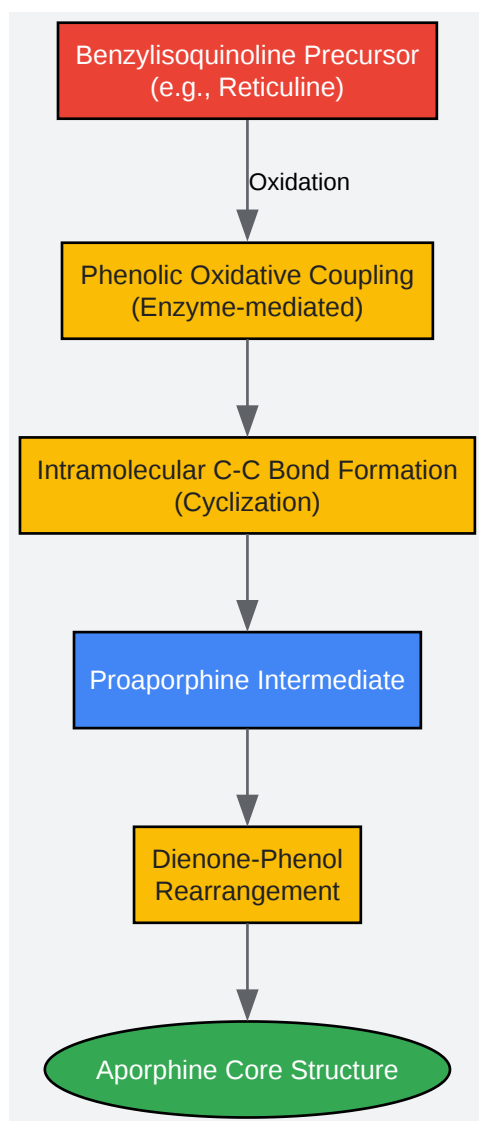 Benzylisoquinoline Precursor
(e.g., Reticuline)
Oxidation
Phenolic Oxidative Coupling
(Enzyme-mediated)
Intramolecular C-C Bond Formation
(Cyclization)
Proaporphine Intermediate
Dienone-Phenol
Rearrangement
Aporphine Core Structure